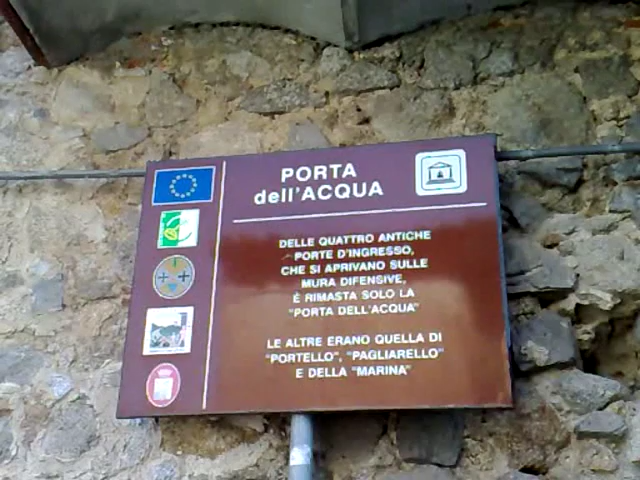 PORTA
dell'ACQUA
DELLE QUATTRO ANTICHE
PORTE D'INGRESSO,
CHE SI APRIVANO SULLE
MURA DIFENSIVE,
È RIMASTA SOLO LA
"PORTA DELL'ACQUA"
LE ALTRE ERANO QUELLA DI
"PORTELLO", "PAGLIARELLO"
E DELLA "MARINA"